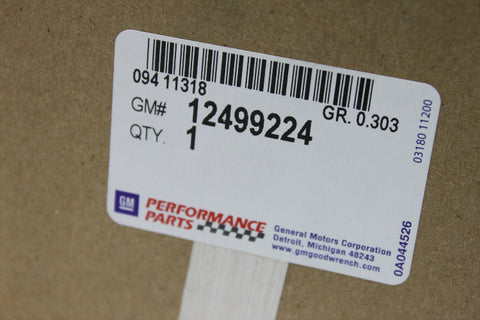 094 11318
GM# 12499224 GR. 0.303
QTY. 1
GM PERFORMANCE
PARTS
General Motors Corporation
Detroit, Michigan 48243
www.gmgoodwrench.com
03180 11200
0A044526